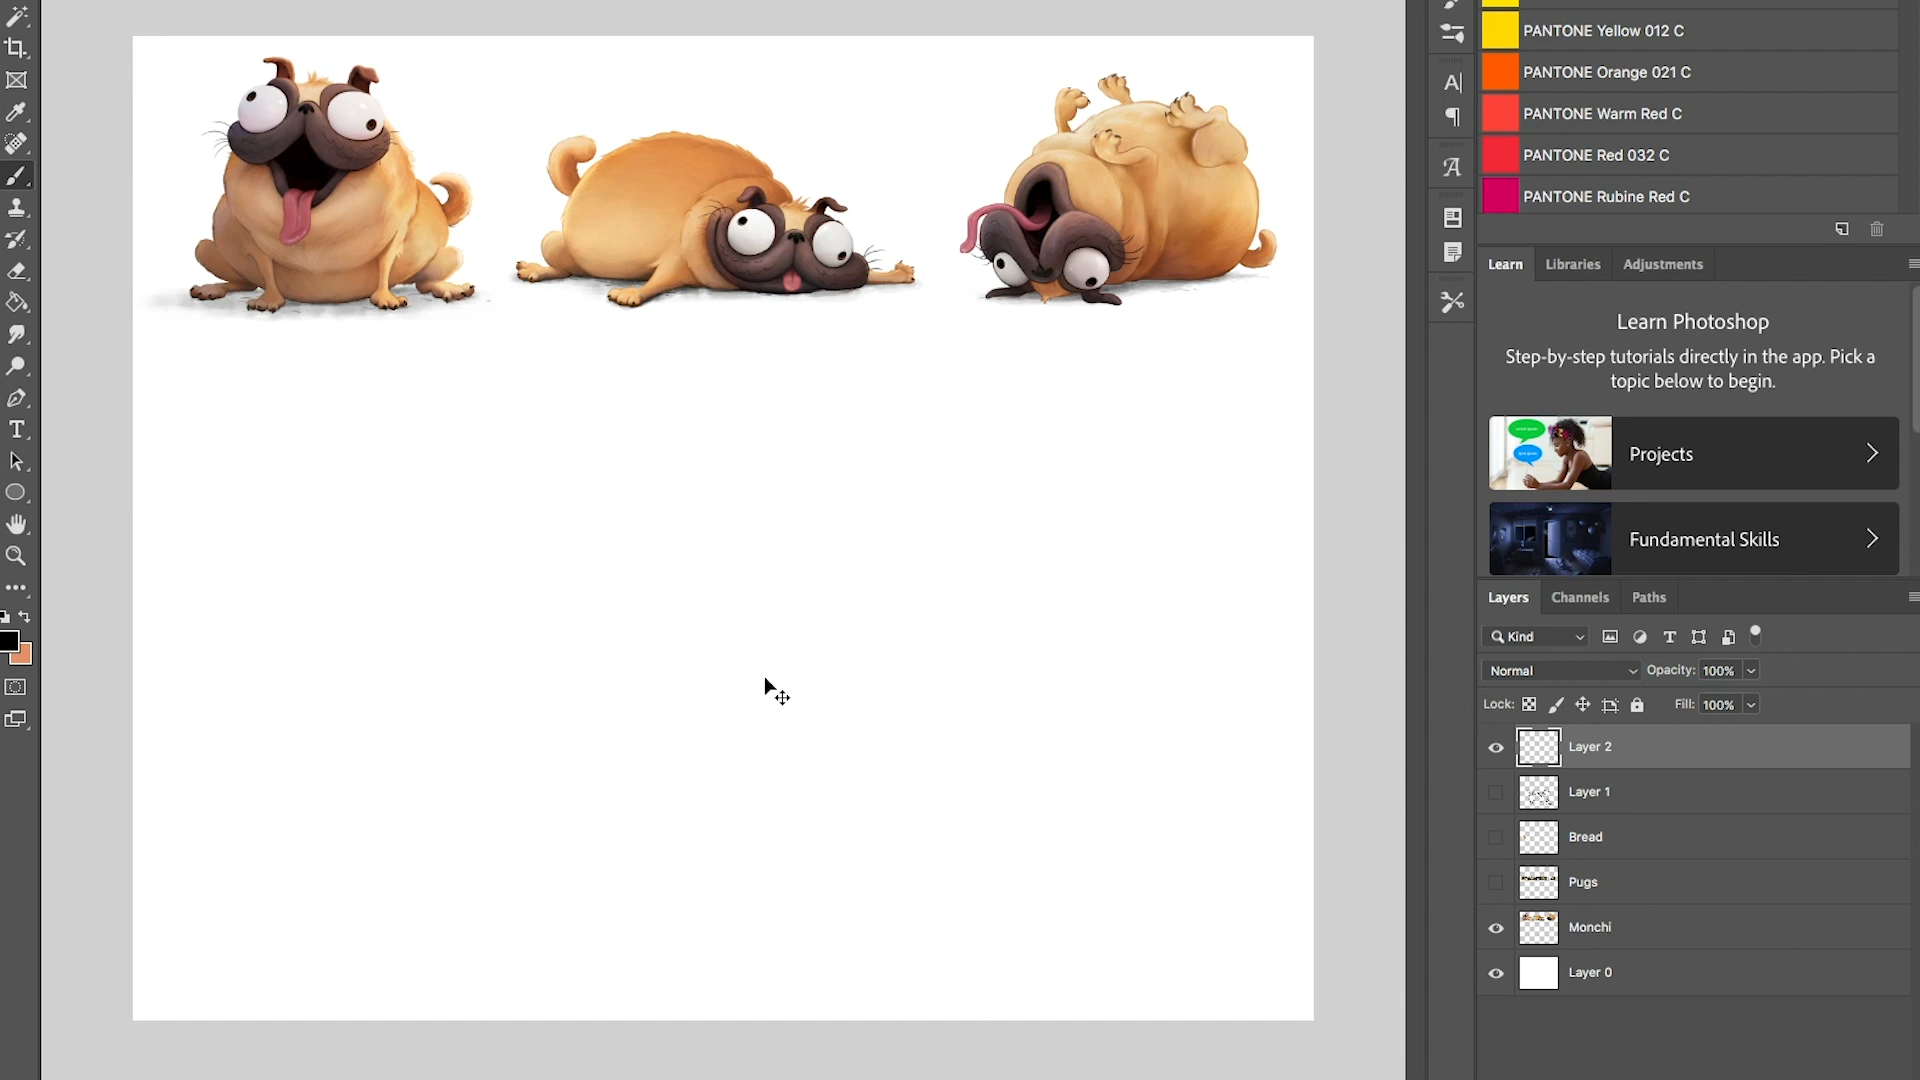 PANTONE Yellow 012 C
PANTONE Orange 021 C
PANTONE Warm Red C
PANTONE Red 032 C
PANTONE Rubine Red C
Learn Libraries Adjustments
Learn Photoshop
Step-by-step tutorials directly in the app. Pick a
topic below to begin.
Projects
Fundamental Skills
Layers Channels Paths
Kind
Normal Opacity: 100%
Lock: Fill: 100%
Layer 2
Layer 1
Bread
Pugs
Monchi
Layer 0